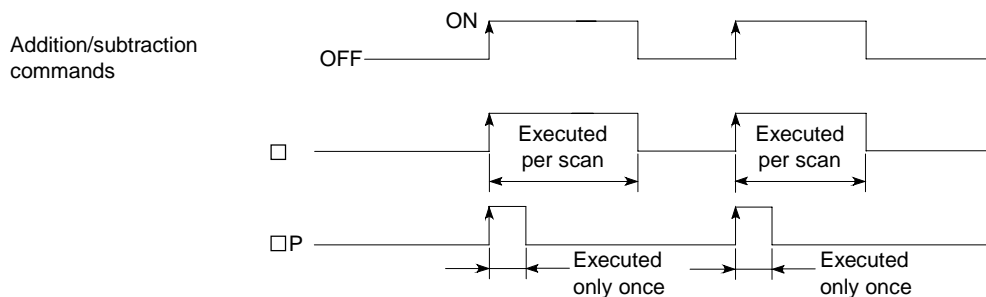 ON
Addition/subtraction
commands
OFF
□
Executed
per scan
Executed
per scan
□P
Executed
only once
Executed
only once